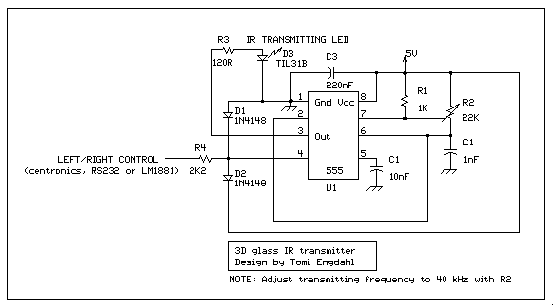 R3
IR TRANSMITTING LED
120R
D3
TIL31B
C3
220nF
5V
R1
1K
R2
22K
1
Gnd Vcc
8
2
7
3
Out
6
4
5
555
U1
D1
1N4148
R4
2K2
LEFT/RIGHT CONTROL
(centronics, RS232 or LM1881)
D2
1N4148
C1
10nF
C1
1nF
3D glass IR transmitter
Design by Tomi Engdahl
NOTE: Adjust transmitting frequency to 40 kHz with R2